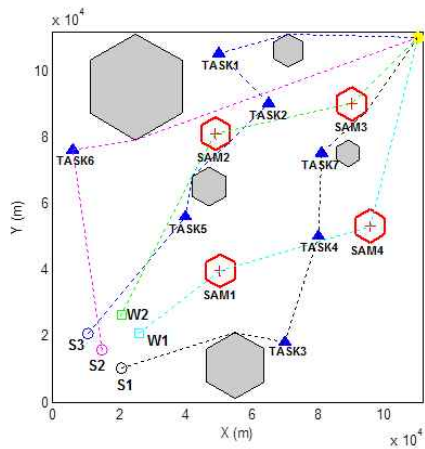 10
8
6
4
2
0
Y (m)
x 10⁴
TASK1
TASK2
SAM3
SAM2
TASK6
TASK7
TASK5
TASK4
SAM4
SAM1
W2
W1
S3
S2
S1
TASK3
0 2 4 6 8 10
X (m)
x 10⁴